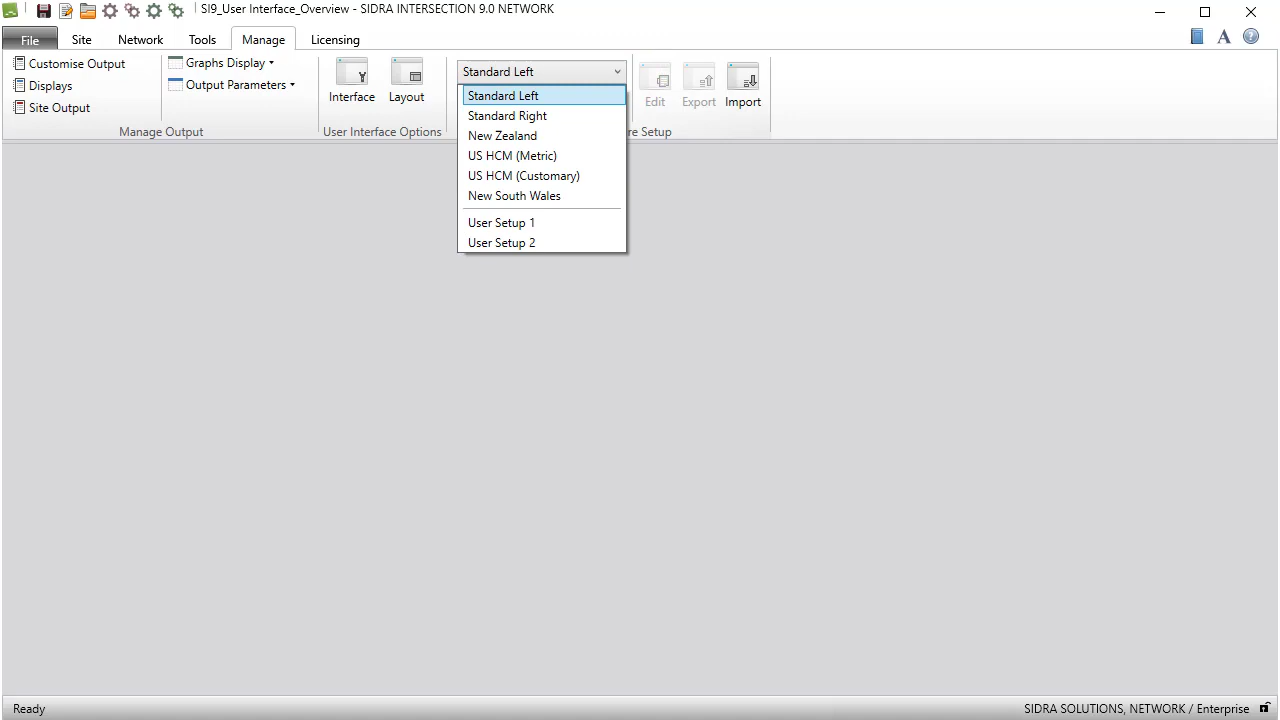 SI9_User Interface_Overview - SIDRA INTERSECTION 9.0 NETWORK
File Site Network Tools Manage Licensing
Customise Output
Displays
Site Output
Manage Output
Graphs Display
Output Parameters
Interface
Layout
User Interface Options
Standard Left
Standard Left
Standard Right
New Zealand
US HCM (Metric)
US HCM (Customary)
New South Wales
User Setup 1
User Setup 2
Edit
Export
Import
re Setup
Ready
SIDRA SOLUTIONS, NETWORK / Enterprise